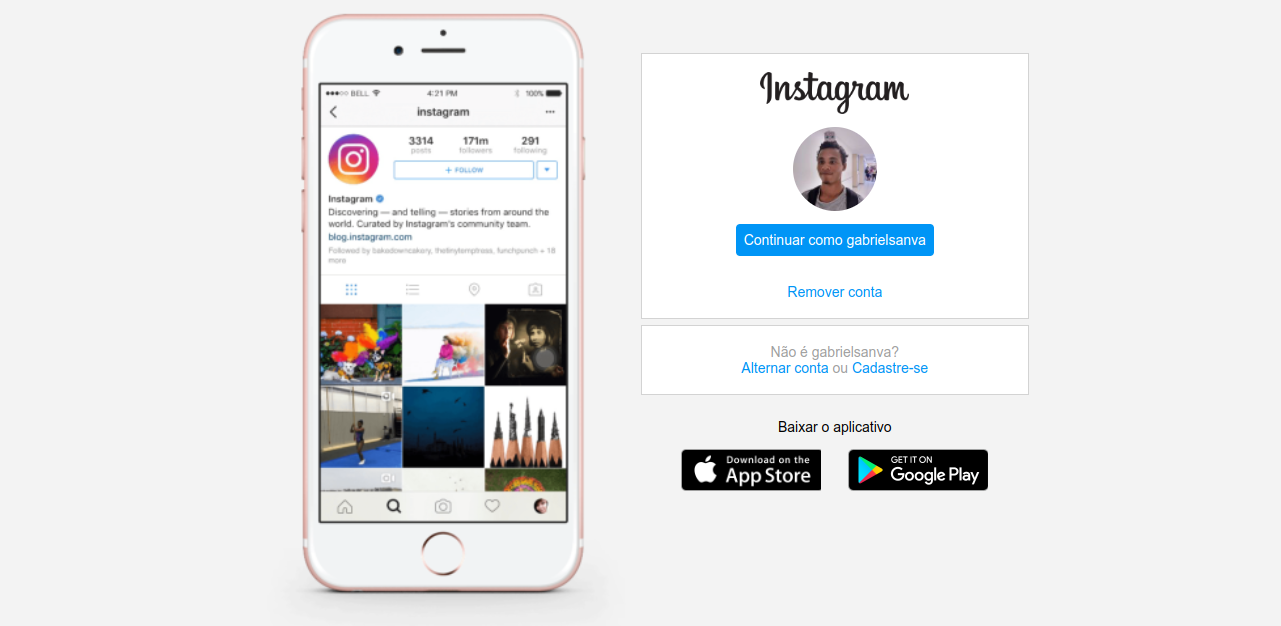 BELL
4:21 PM
100%
instagram
3314
171m
291
posts
followers
following
+ FOLLOW
Instagram
Discovering — and telling — stories from around the
world. Curated by Instagram's community team.
blog.instagram.com
Followed by bakedowncakery, thetinytemptress, funchpunch + 18
more
Instagram
Continuar como gabrielsanva
Remover conta
Não é gabrielsanva?
Alternar conta ou Cadastre-se
Baixar o aplicativo
Download on the
App Store
GET IT ON
Google Play